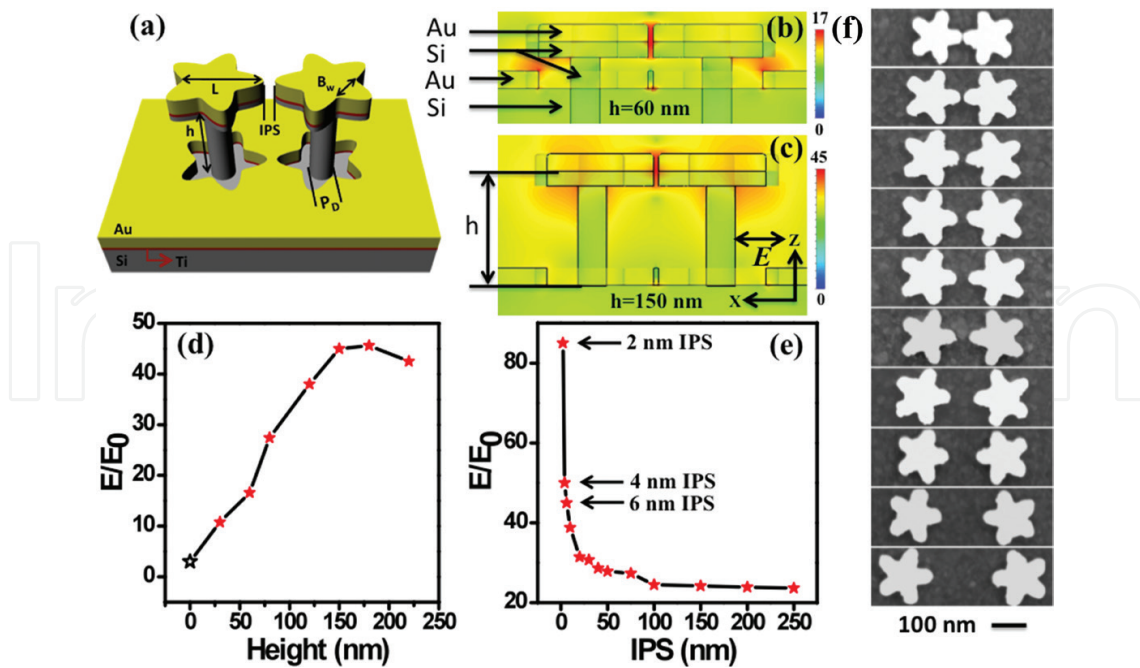 (a)
L
B_w
IPS
h
P_D
Au
Si
Ti
Au
Si
Au
Si
(b)
h=60 nm
17
0
(c)
h
h=150 nm
E
Z
X
45
0
(d)
E/E0
50
40
30
20
10
0
0 50 100 150 200 250
Height (nm)
(e)
E/E0
80
60
40
20
2 nm IPS
4 nm IPS
6 nm IPS
0 50 100 150 200 250
IPS (nm)
(f)
100 nm